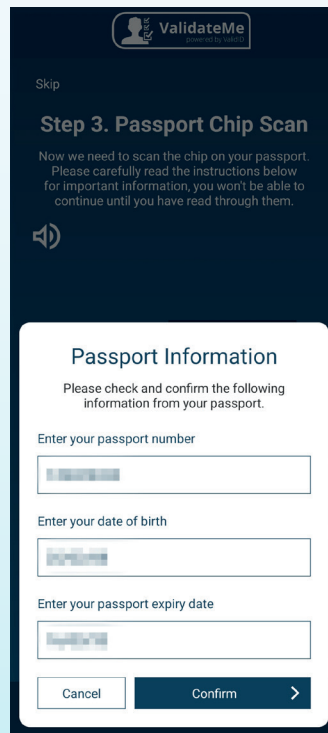 ValidateMe
powered by ValidID
Skip
Step 3. Passport Chip Scan
Now we need to scan the chip on your passport.
Please carefully read the instructions below
for important information, you won't be able to
continue until you have read through them.
Passport Information
Please check and confirm the following
information from your passport.
Enter your passport number
Enter your date of birth
Enter your passport expiry date
Cancel
Confirm